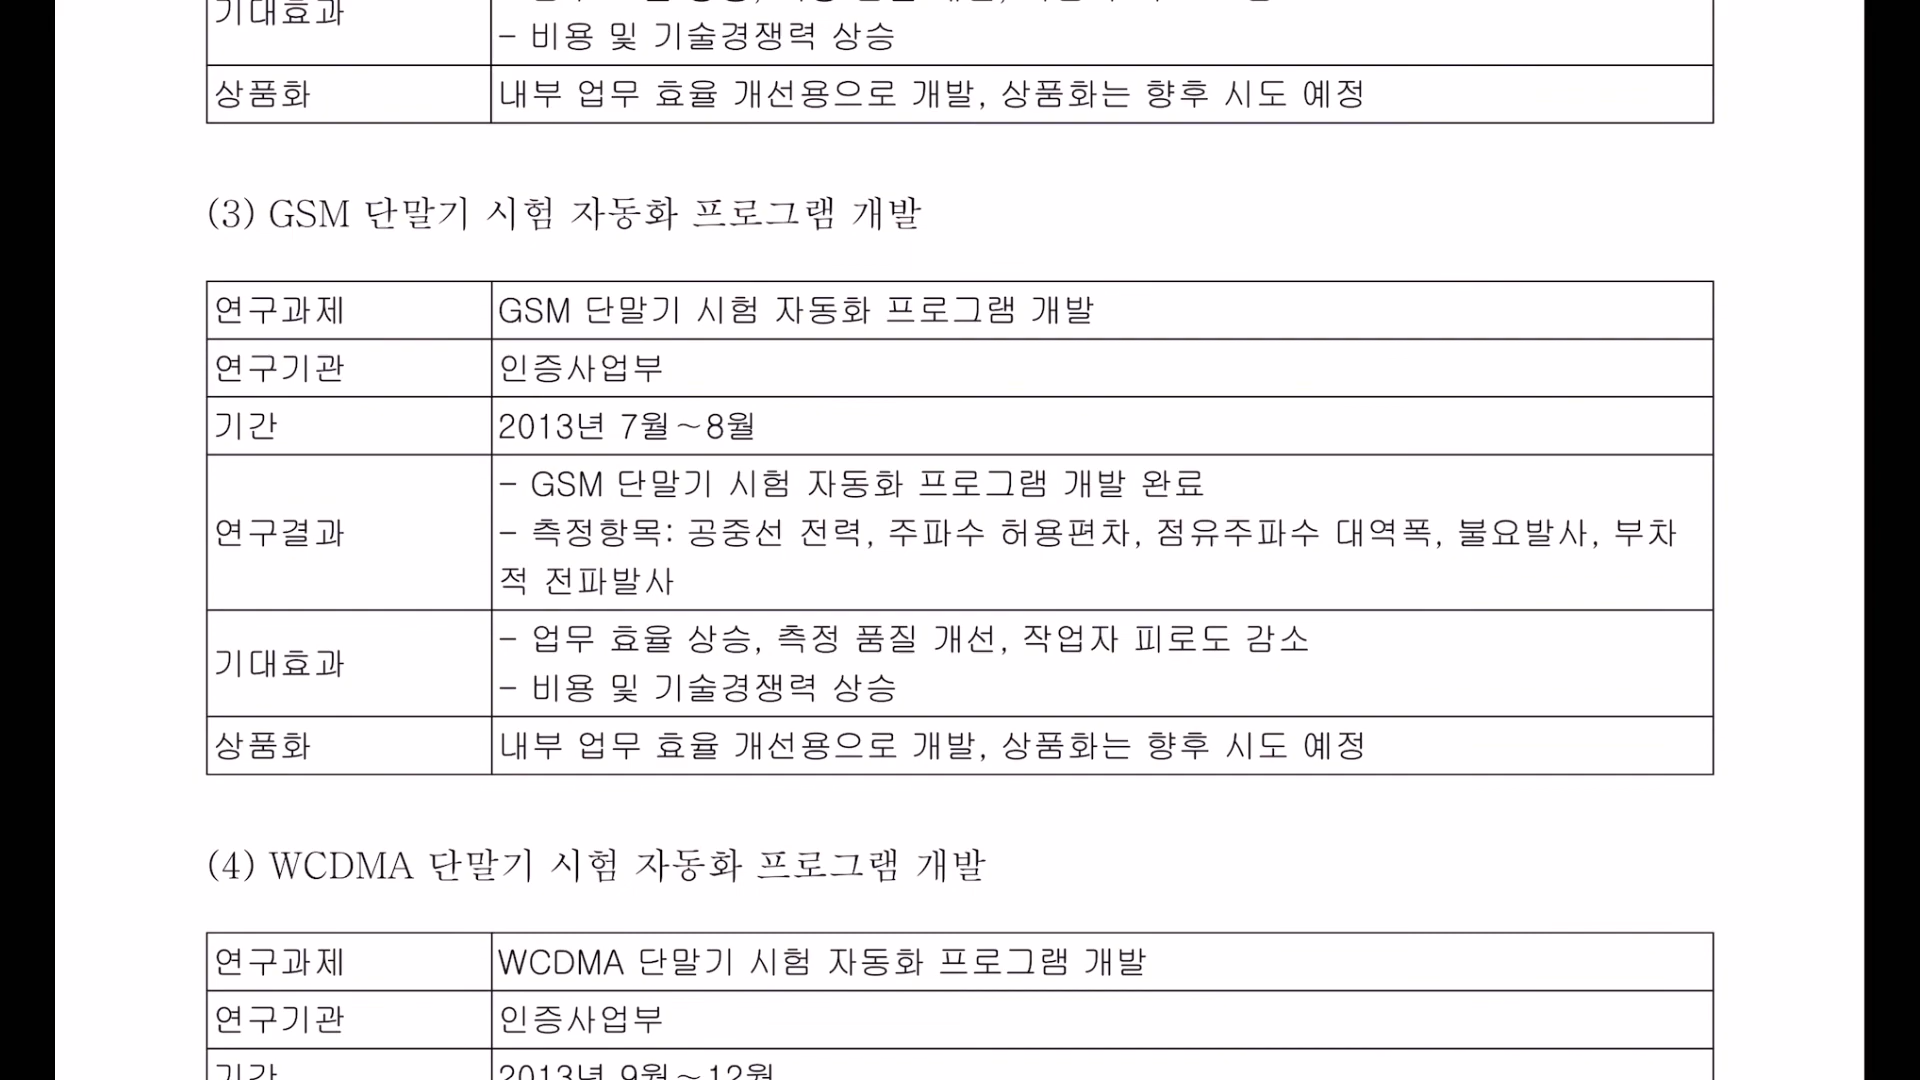 기대효과
- 비용 및 기술경쟁력 상승
상품화 내부 업무 효율 개선용으로 개발, 상품화는 향후 시도 예정
(3) GSM 단말기 시험 자동화 프로그램 개발
연구과제 GSM 단말기 시험 자동화 프로그램 개발
연구기관 인증사업부
기간 2013년 7월～8월
연구결과
- GSM 단말기 시험 자동화 프로그램 개발 완료
- 측정항목: 공중선 전력, 주파수 허용편차, 점유주파수 대역폭, 불요발사, 부차
적 전파발사
기대효과
- 업무 효율 상승, 측정 품질 개선, 작업자 피로도 감소
- 비용 및 기술경쟁력 상승
상품화 내부 업무 효율 개선용으로 개발, 상품화는 향후 시도 예정
(4) WCDMA 단말기 시험 자동화 프로그램 개발
연구과제 WCDMA 단말기 시험 자동화 프로그램 개발
연구기관 인증사업부
기간 2013년 9월～12월